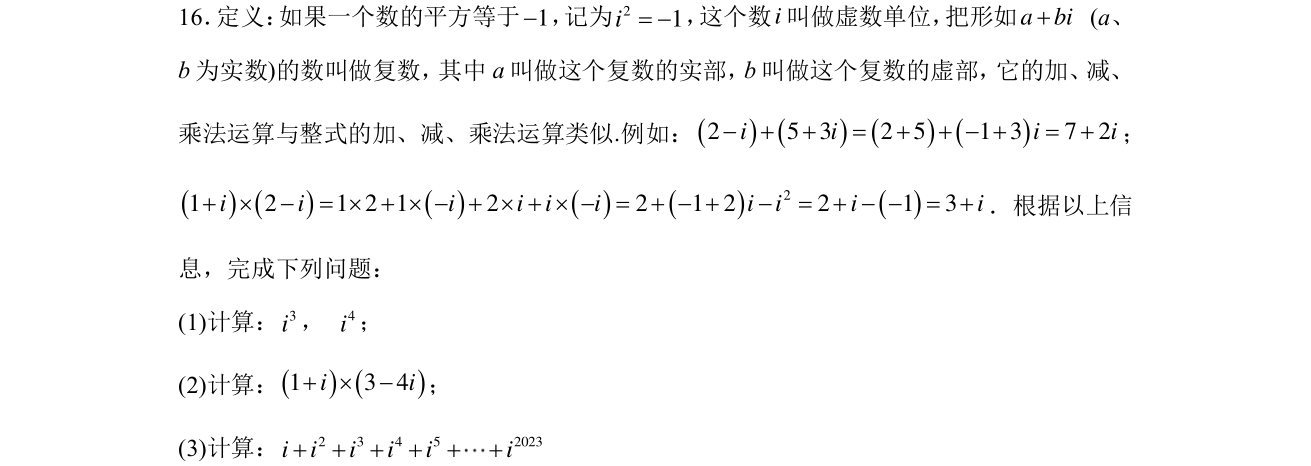 16．定义：如果一个数的平方等于−1，记为i² = −1，这个数i叫做虚数单位，把形如a+bi (a、
b为实数)的数叫做复数，其中a叫做这个复数的实部，b叫做这个复数的虚部，它的加、减、
乘法运算与整式的加、减、乘法运算类似.例如：(2−i)+(5+3i)=(2+5)+(−1+3)i=7+2i；
(1+i)×(2−i)=1×2+1×(−i)+2×i+i×(−i)=2+(−1+2)i−i²=2+i−(−1)=3+i．根据以上信
息，完成下列问题：
(1)计算：i³， i⁴；
(2)计算：(1+i)×(3−4i)；
(3)计算：i+i²+i³+i⁴+i⁵+⋯+i²⁰²³